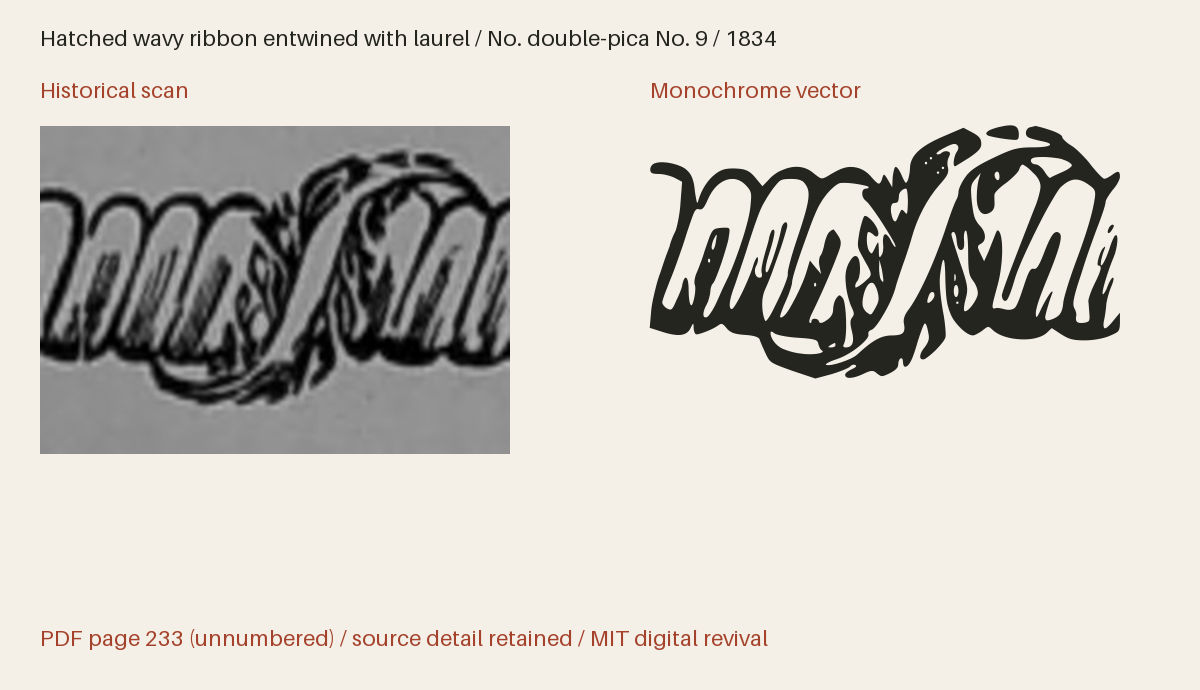 Hatched wavy ribbon entwined with laurel / No. double-pica No. 9 / 1834
Historical scan
Monochrome vector
PDF page 233 (unnumbered) / source detail retained / MIT digital revival